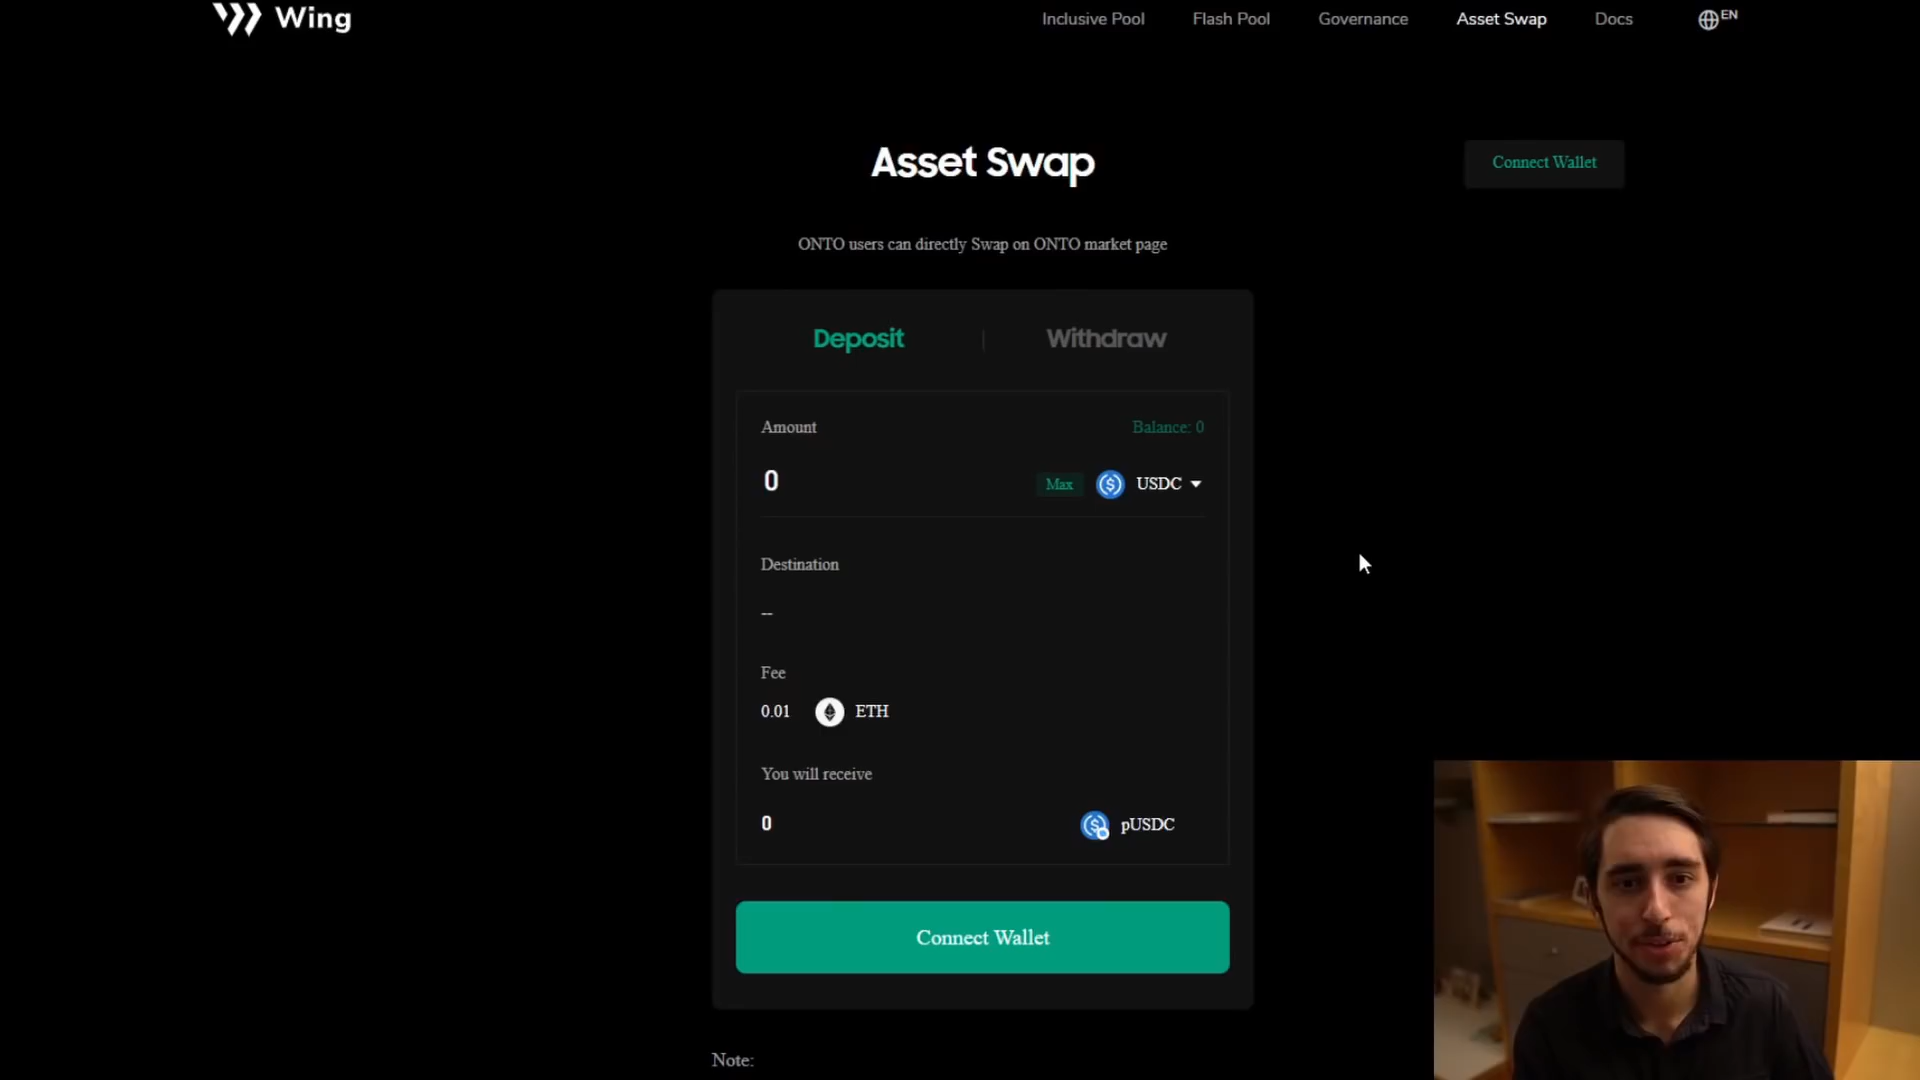 Wing
Inclusive Pool
Flash Pool
Governance
Asset Swap
Docs
EN
Asset Swap
Connect Wallet
ONTO users can directly Swap on ONTO market page
Deposit
Withdraw
Amount
Balance: 0
0
Max
USDC
Destination
--
Fee
0.01
ETH
You will receive
0
pUSDC
Connect Wallet
Note: